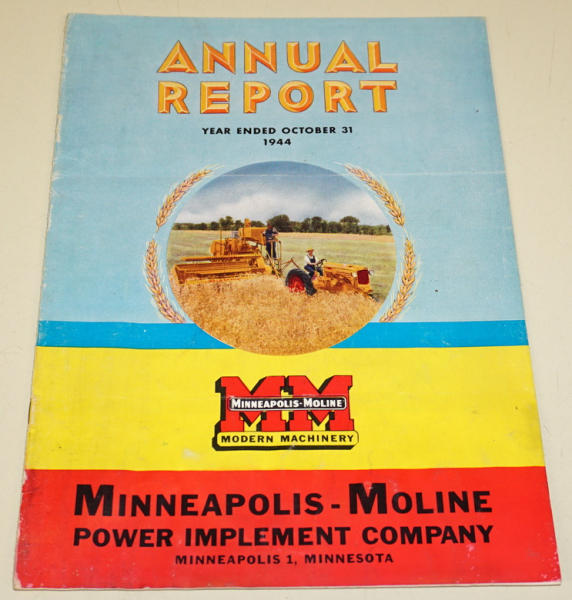 ANNUAL
REPORT
YEAR ENDED OCTOBER 31
1944
MM
MINNEAPOLIS-MOLINE
MODERN MACHINERY
MINNEAPOLIS-MOLINE
POWER IMPLEMENT COMPANY
MINNEAPOLIS 1, MINNESOTA